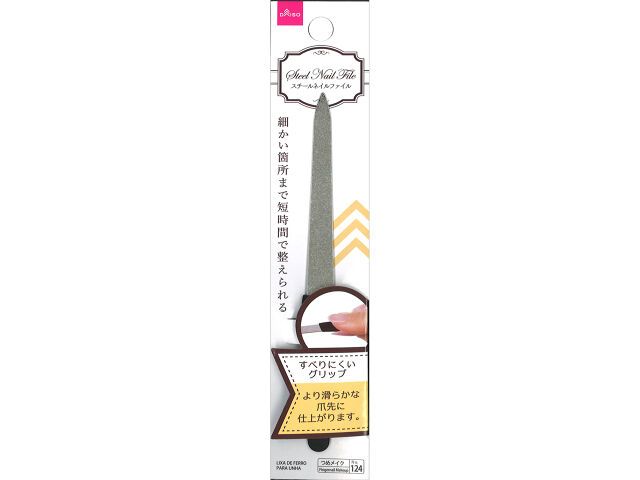 DAISO
Steel Nail File
スチールネイルファイル
細かい箇所まで短時間で整えられる
すべりにくい
グリップ
より滑らかな
爪先に
仕上がります。
LIXA DE FERRO
PARA UNHA
つめメイク
Fingernail Makeup
No.
124